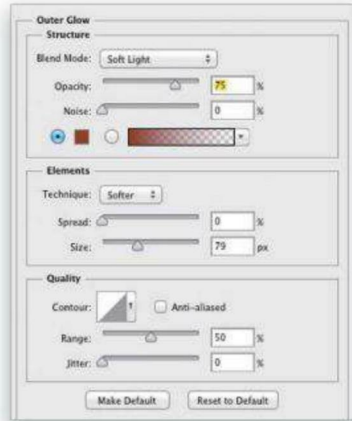 Outer Glow
Structure
Blend Mode: Soft Light
Opacity: 75 %
Noise: 0 %
Elements
Technique: Softer
Spread: 0 %
Size: 79 px
Quality
Contour: Anti-aliased
Range: 50 %
Jitter: 0 %
Make Default Reset to Default